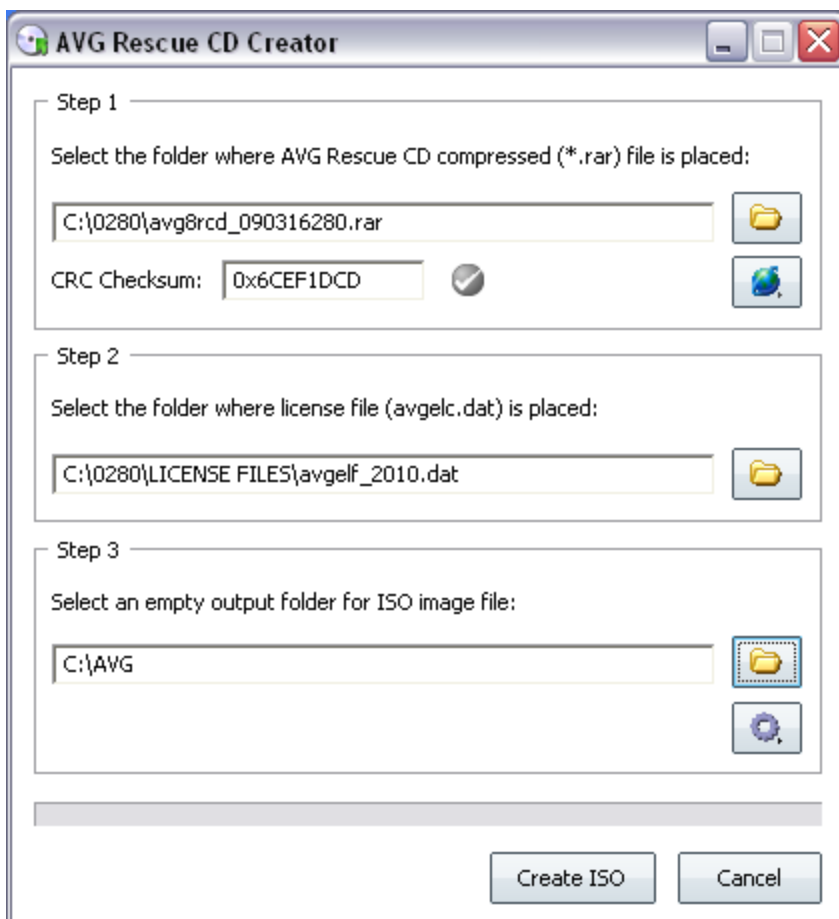 AVG Rescue CD Creator
Step 1
Select the folder where AVG Rescue CD compressed (*.rar) file is placed:
C:\0280\avg8rcd_090316280.rar
CRC Checksum: 0x6CEF1DCD
Step 2
Select the folder where license file (avgelc.dat) is placed:
C:\0280\LICENSE FILES\avgelf_2010.dat
Step 3
Select an empty output folder for ISO image file:
C:\AVG
Create ISO Cancel